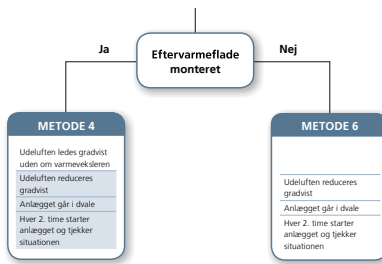 Ja
Eftervarmeflade
monteret
Nej
METODE 4
Udeluften ledes gradvist
uden om varmeveksleren
Udeluften reduceres
gradvist
Anlægget går i dvale
Hver 2. time starter
anlægget og tjekker
situationen
METODE 6
Udeluften reduceres
gradvist
Anlægget går i dvale
Hver 2. time starter
anlægget og tjekker
situationen